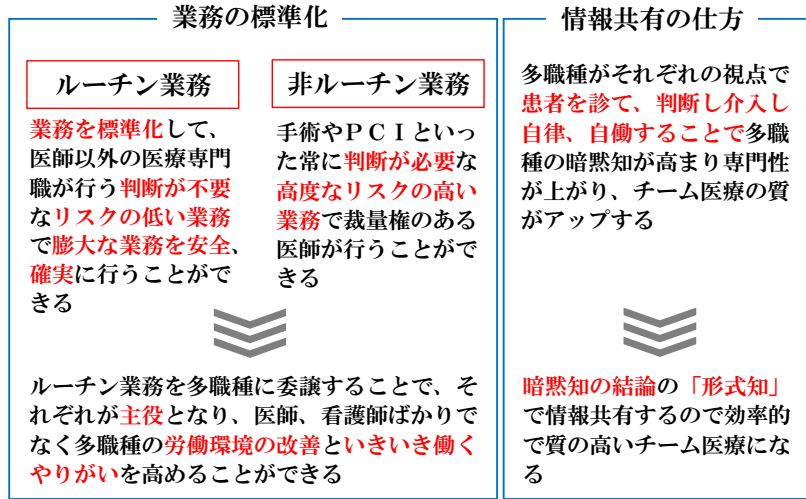 業務の標準化
ルーチン業務
業務を標準化して、
医師以外の医療専門
職が行う判断が不要
なリスクの低い業務
で膨大な業務を安全、
確実に行うことがで
きる
非ルーチン業務
手術やＰＣＩといっ
た常に判断が必要な
高度なリスクの高い
業務で裁量権のある
医師が行うことがで
きる
ルーチン業務を多職種に委譲することで、そ
れぞれが主役となり、医師、看護師ばかりで
なく多職種の労働環境の改善といきいき働く
やりがいを高めることができる
情報共有の仕方
多職種がそれぞれの視点で
患者を診て、判断し介入し
自律、自働することで多職
種の暗黙知が高まり専門性
が上がり、チーム医療の質
がアップする
暗黙知の結論の「形式知」
で情報共有するので効率的
で質の高いチーム医療にな
る